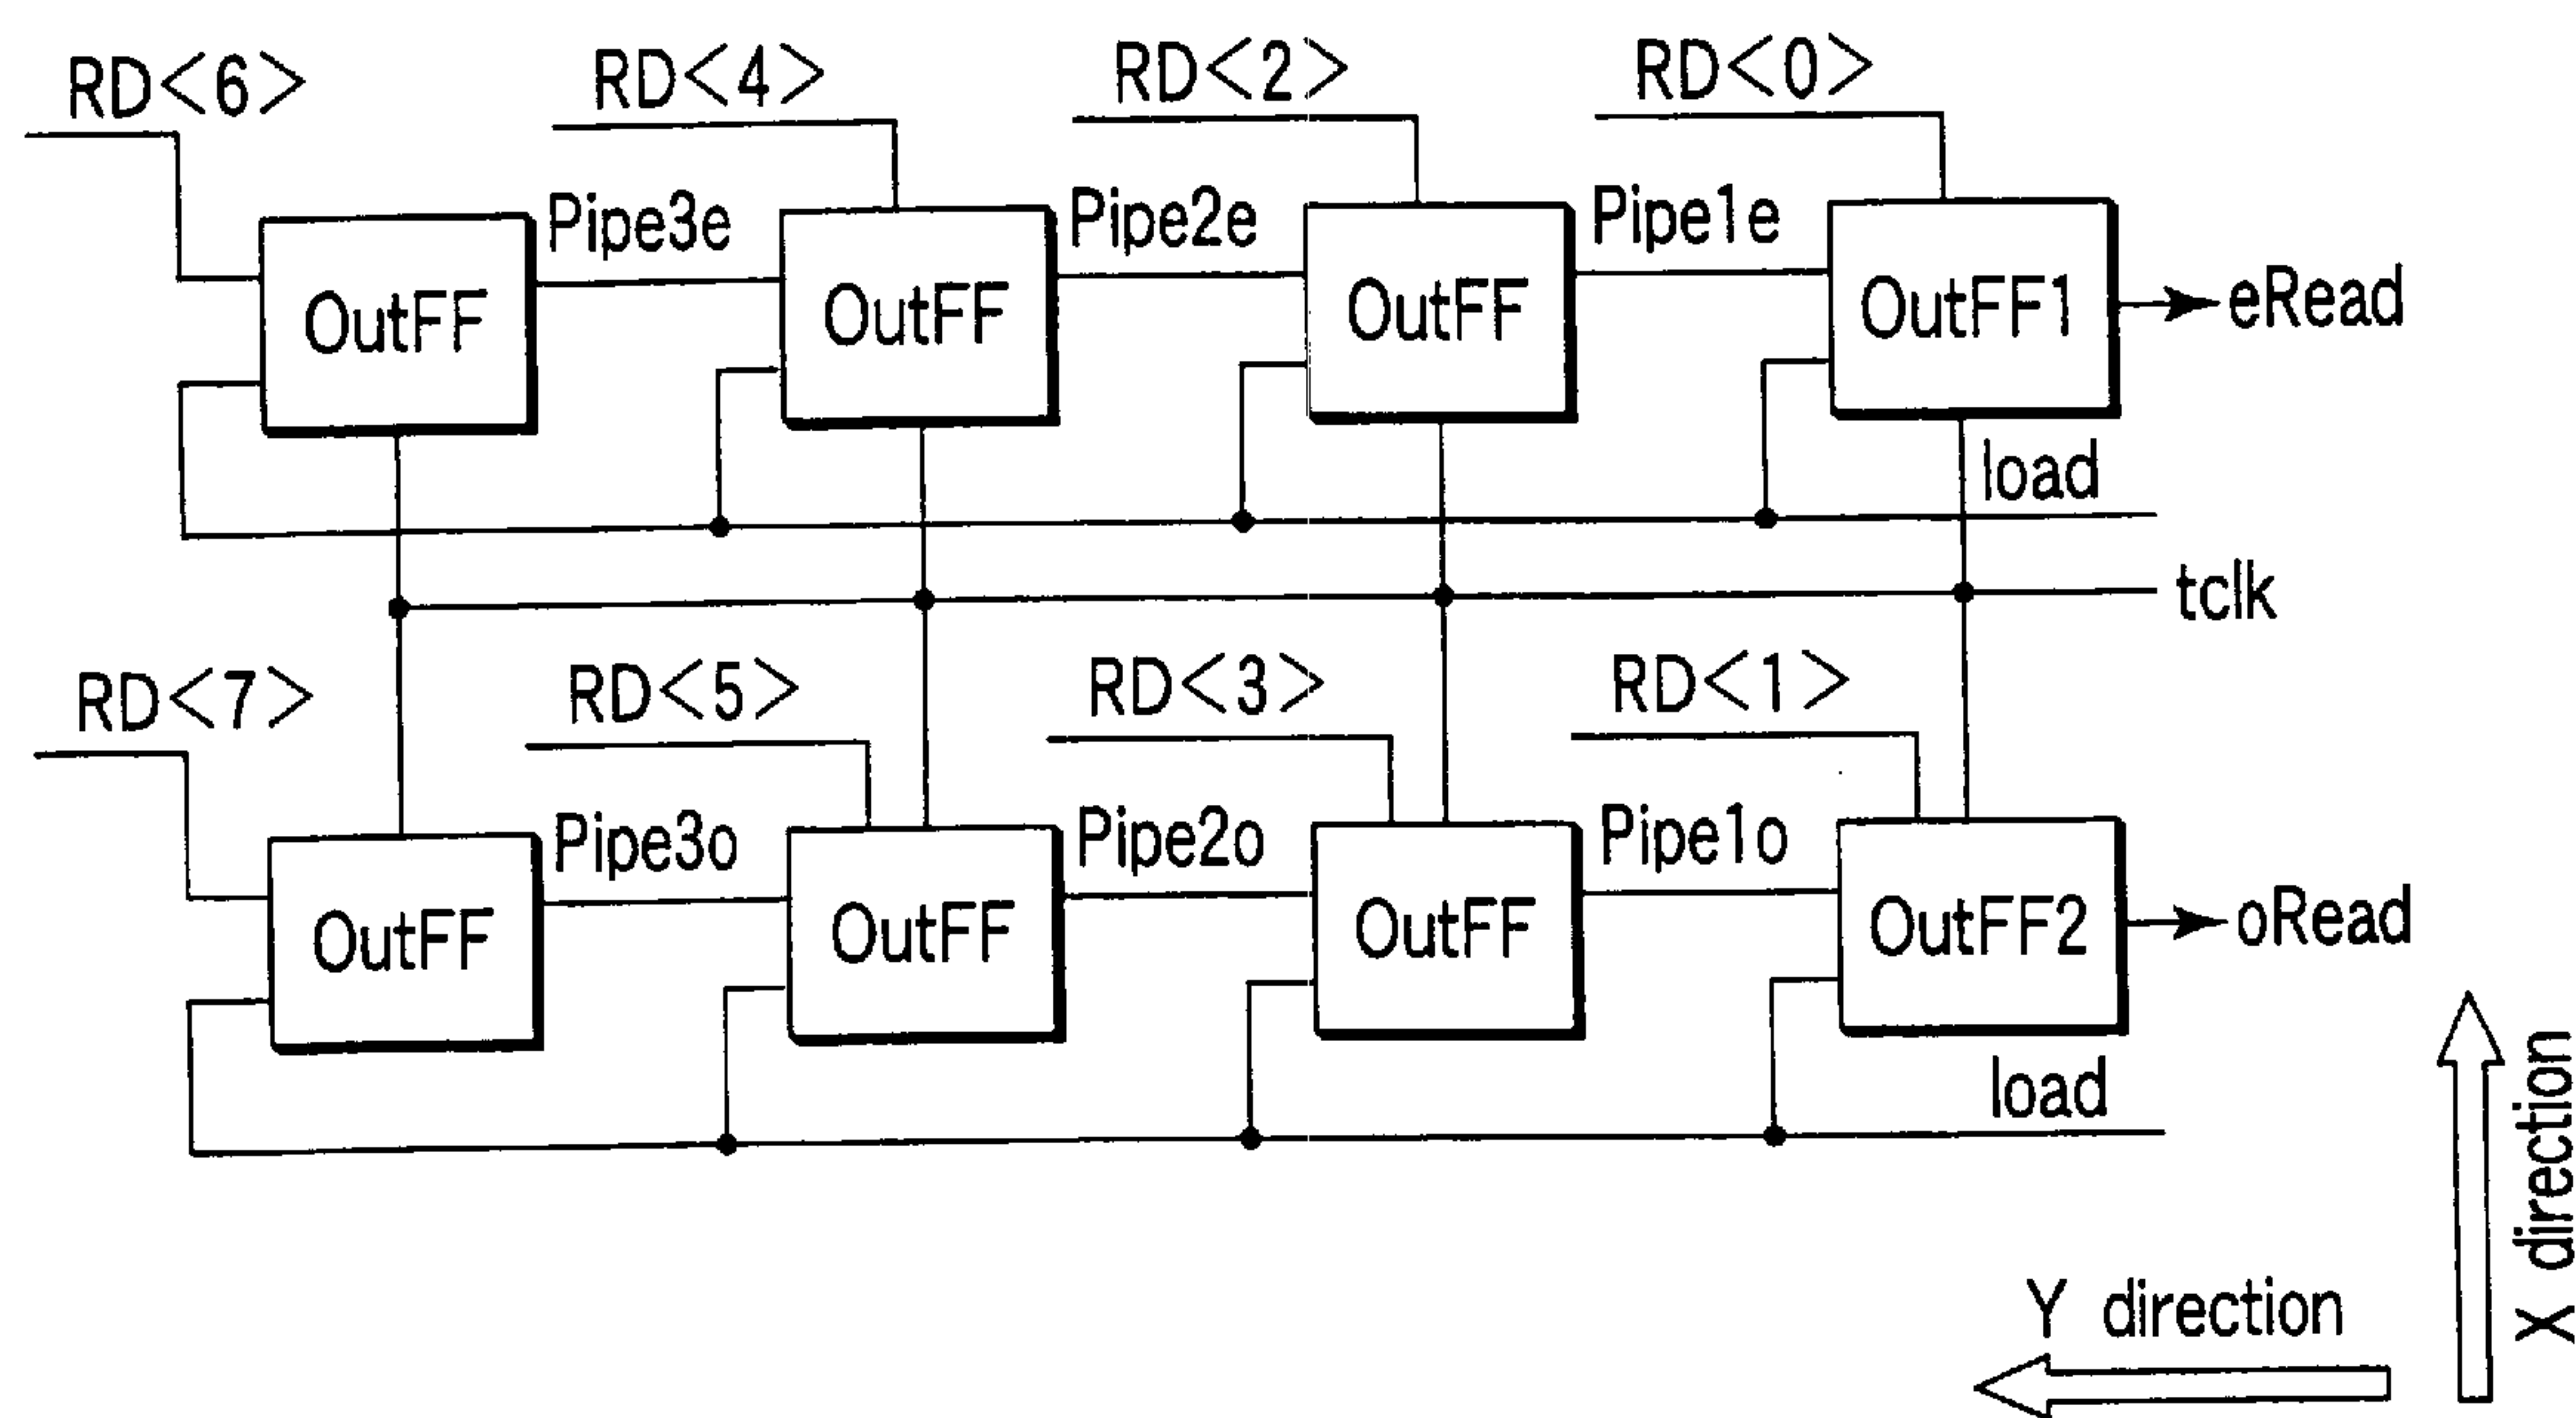 RD<6> RD<4> RD<2> RD<0>
Pipe3e Pipe2e Pipe1e
OutFF OutFF OutFF OutFF1 eRead
load
tclk
RD<7> RD<5> RD<3> RD<1>
Pipe3o Pipe2o Pipe1o
OutFF OutFF OutFF OutFF2 oRead
load
X direction
Y direction